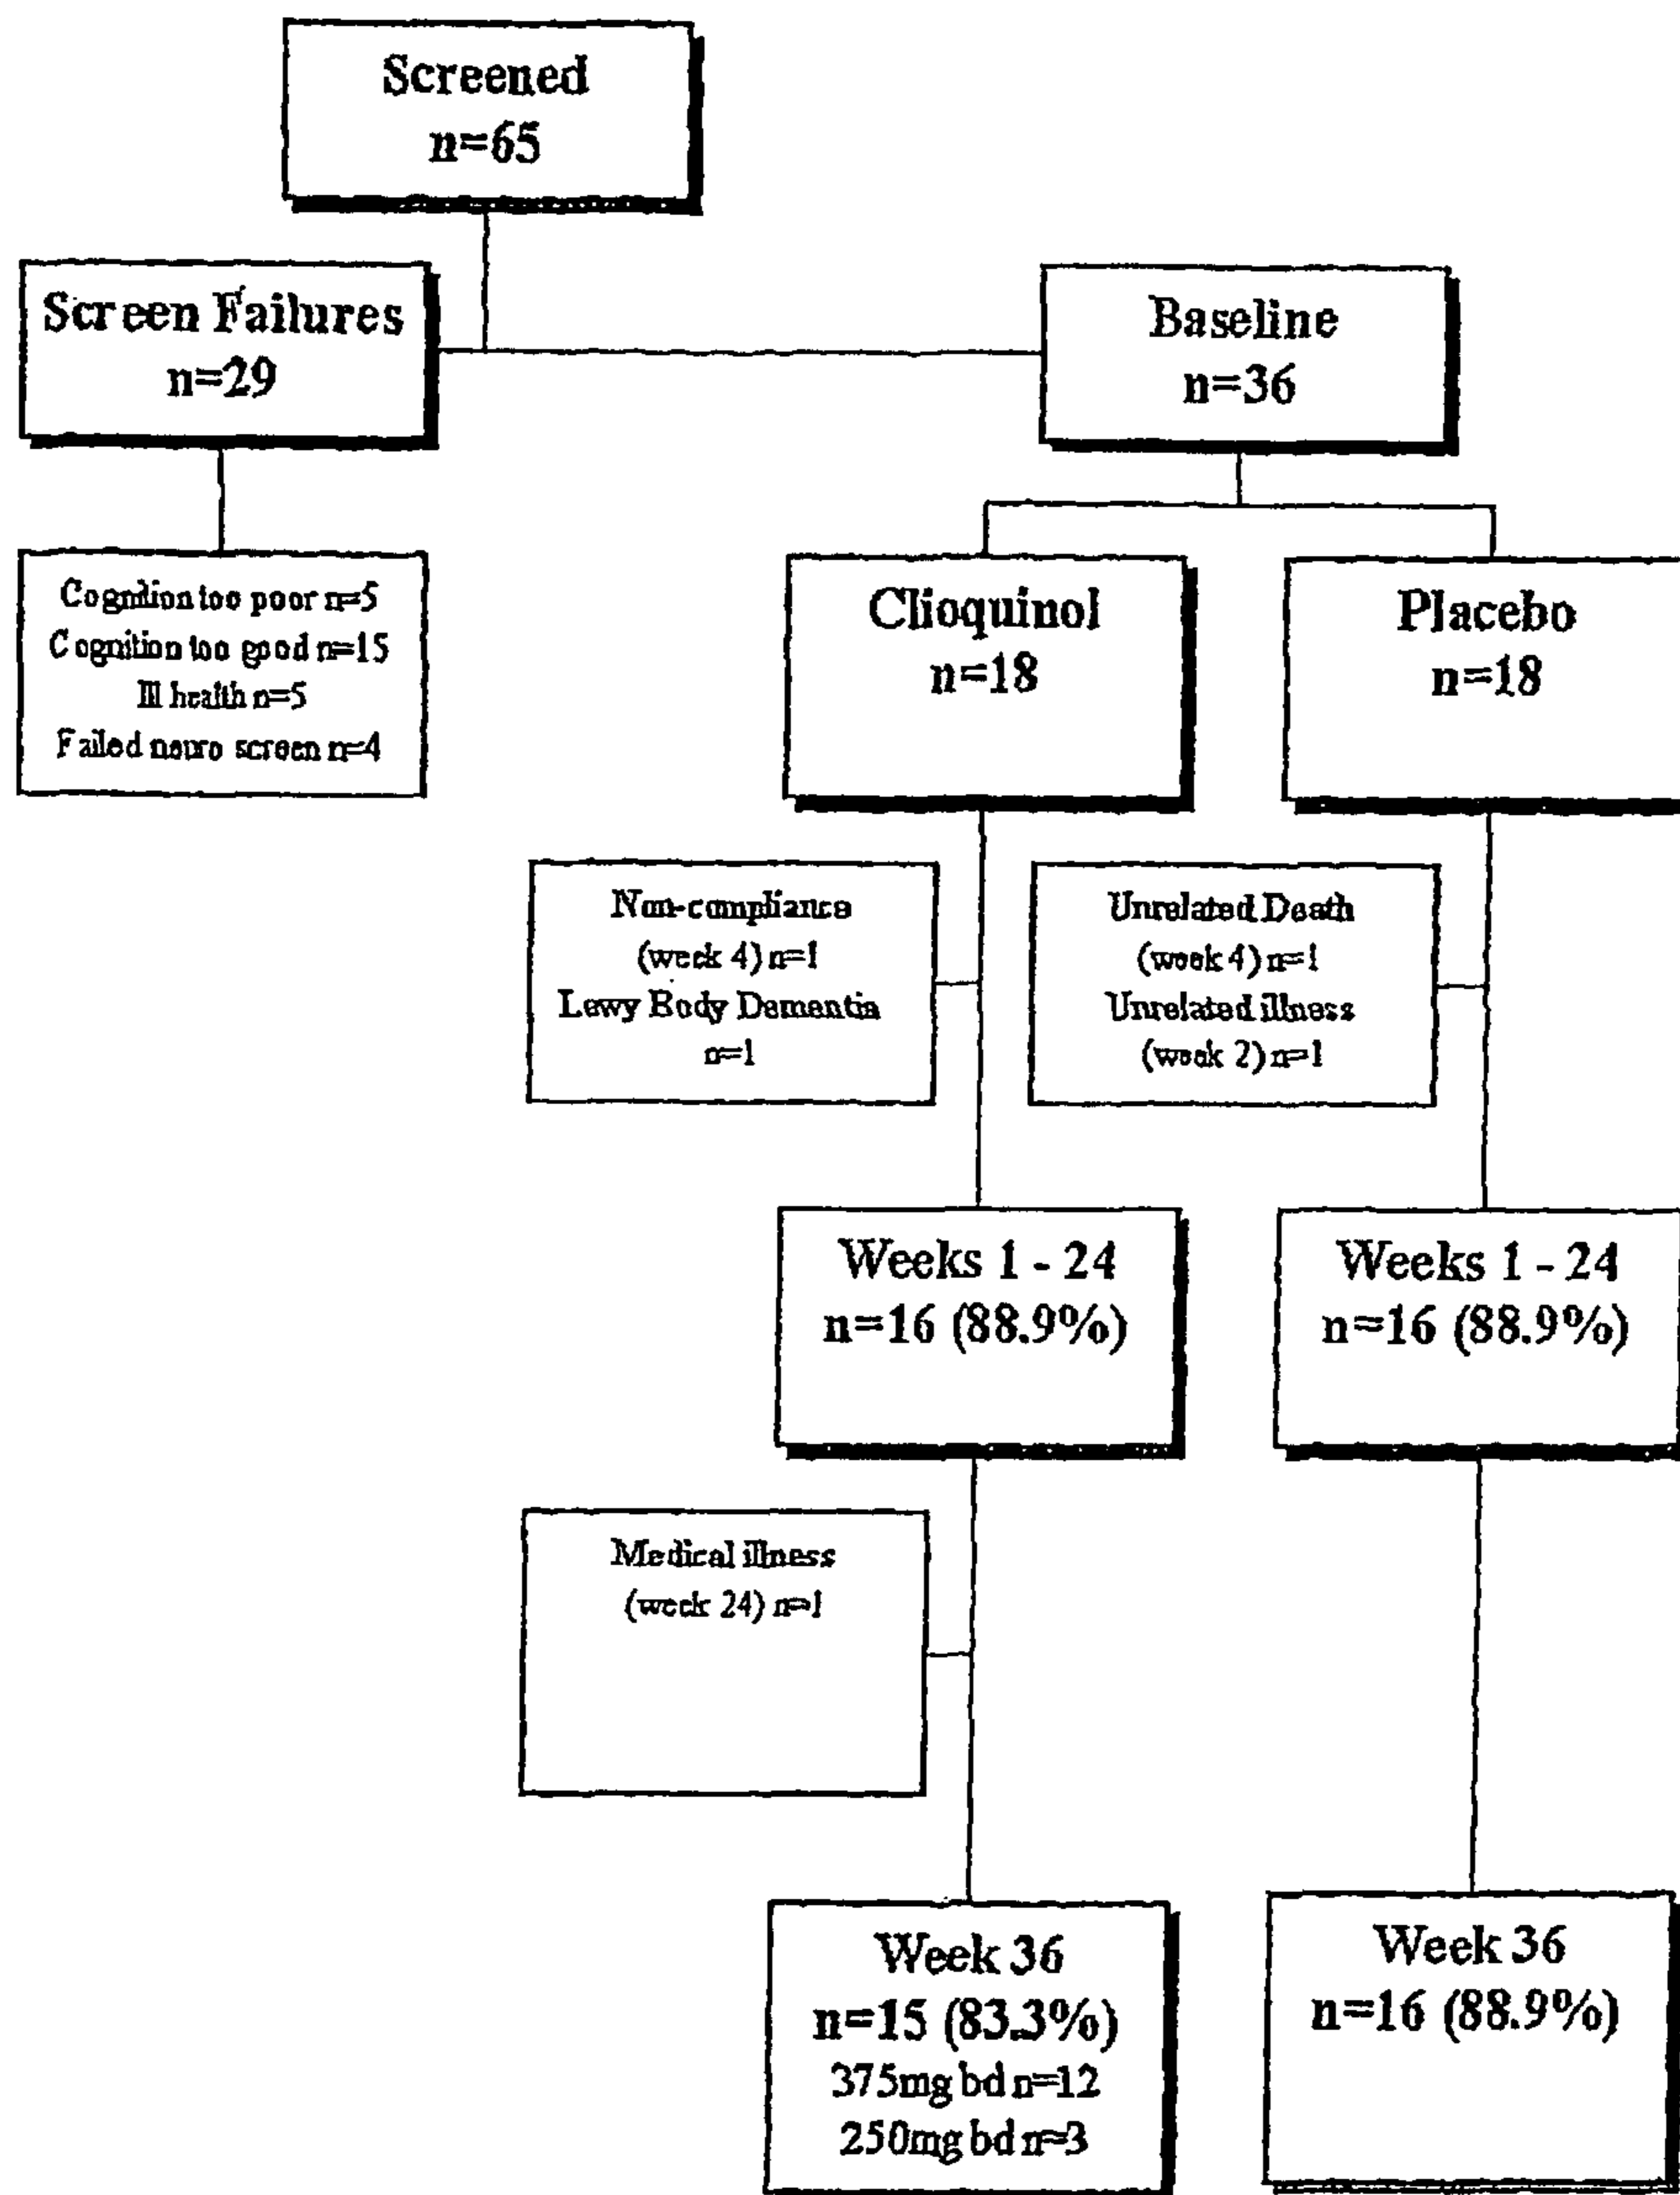 Screened
n=65
Screen Failures
n=29
Baseline
n=36
Cognition too poor n=5
Cognition too good n=15
Ill health n=5
Failed neuro screen n=4
Clioquinol
n=18
Placebo
n=18
Non-compliance
(week 4) n=1
Lewy Body Dementia
n=1
Unrelated Death
(week 4) n=1
Unrelated illness
(week 2) n=1
Weeks 1 - 24
n=16 (88.9%)
Weeks 1 - 24
n=16 (88.9%)
Medical illness
(week 24) n=1
Week 36
n=15 (83.3%)
375mg bd n=12
250mg bd n=3
Week 36
n=16 (88.9%)